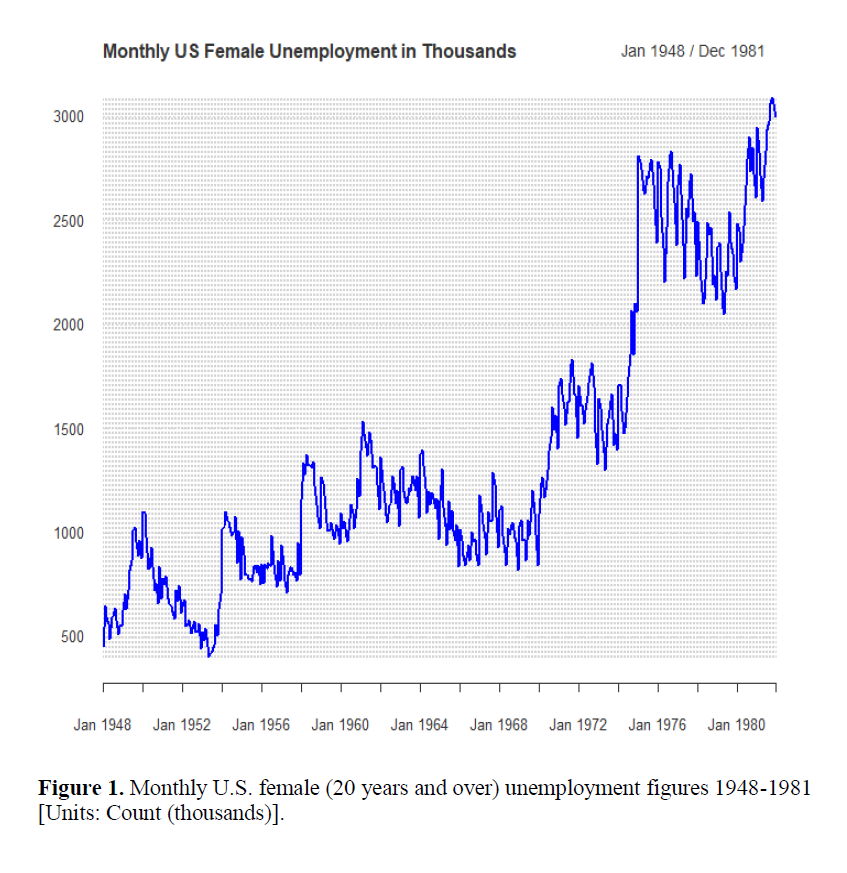 Monthly US Female Unemployment in Thousands
Jan 1948 / Dec 1981
3000
2500
2000
1500
1000
500
Jan 1948 Jan 1952 Jan 1956 Jan 1960 Jan 1964 Jan 1968 Jan 1972 Jan 1976 Jan 1980
Figure 1. Monthly U.S. female (20 years and over) unemployment figures 1948-1981
[Units: Count (thousands)].